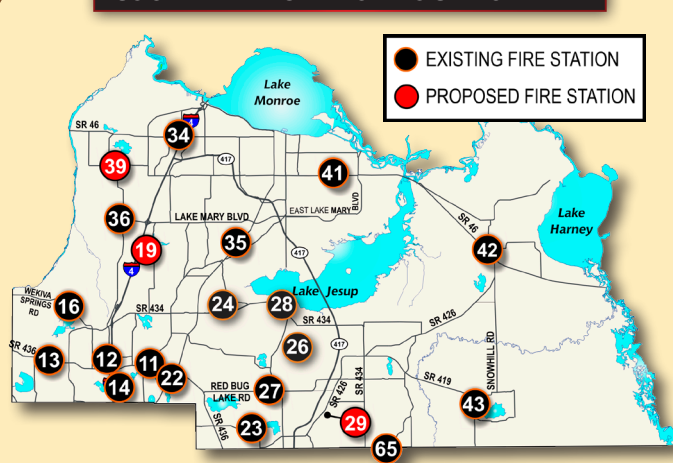 EXISTING FIRE STATION
PROPOSED FIRE STATION
Lake
Monroe
SR 46
4
34
417
39
41
36
LAKE MARY BLVD
EAST LAKE MARY
BLVD
SR 46
Lake
Harney
19
35
417
42
4
WEKIVA
SPRINGS
RD
16
SR 434
24
28
Lake Jesup
SR 434
SR 426
SR 436
13
12
11
26
417
14
22
RED BUG
LAKE RD
27
SR 426
SR 434
SR 419
SNOWHILL RD
43
SR 436
23
29
65